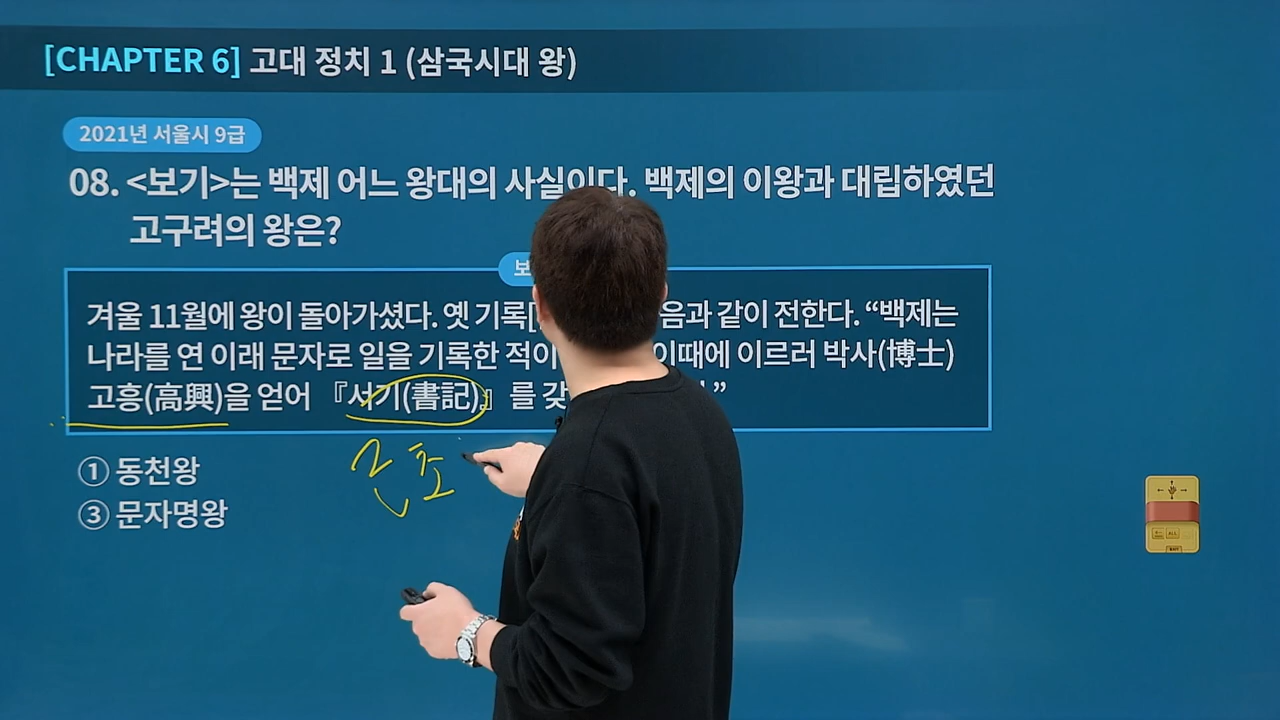 [CHAPTER 6] 고대 정치 1 (삼국시대 왕)
2021년 서울시 9급
08. <보기>는 백제 어느 왕대의 사실이다. 백제의 이왕과 대립하였던
고구려의 왕은?
겨울 11월에 왕이 돌아가셨다. 옛 기록[ 음과 같이 전한다. “백제는
나라를 연 이래 문자로 일을 기록한 적이 이때에 이르러 박사(博士)
고흥(高興)을 얻어 『서기(書記)』를 갖 ”
근초
① 동천왕
③ 문자명왕